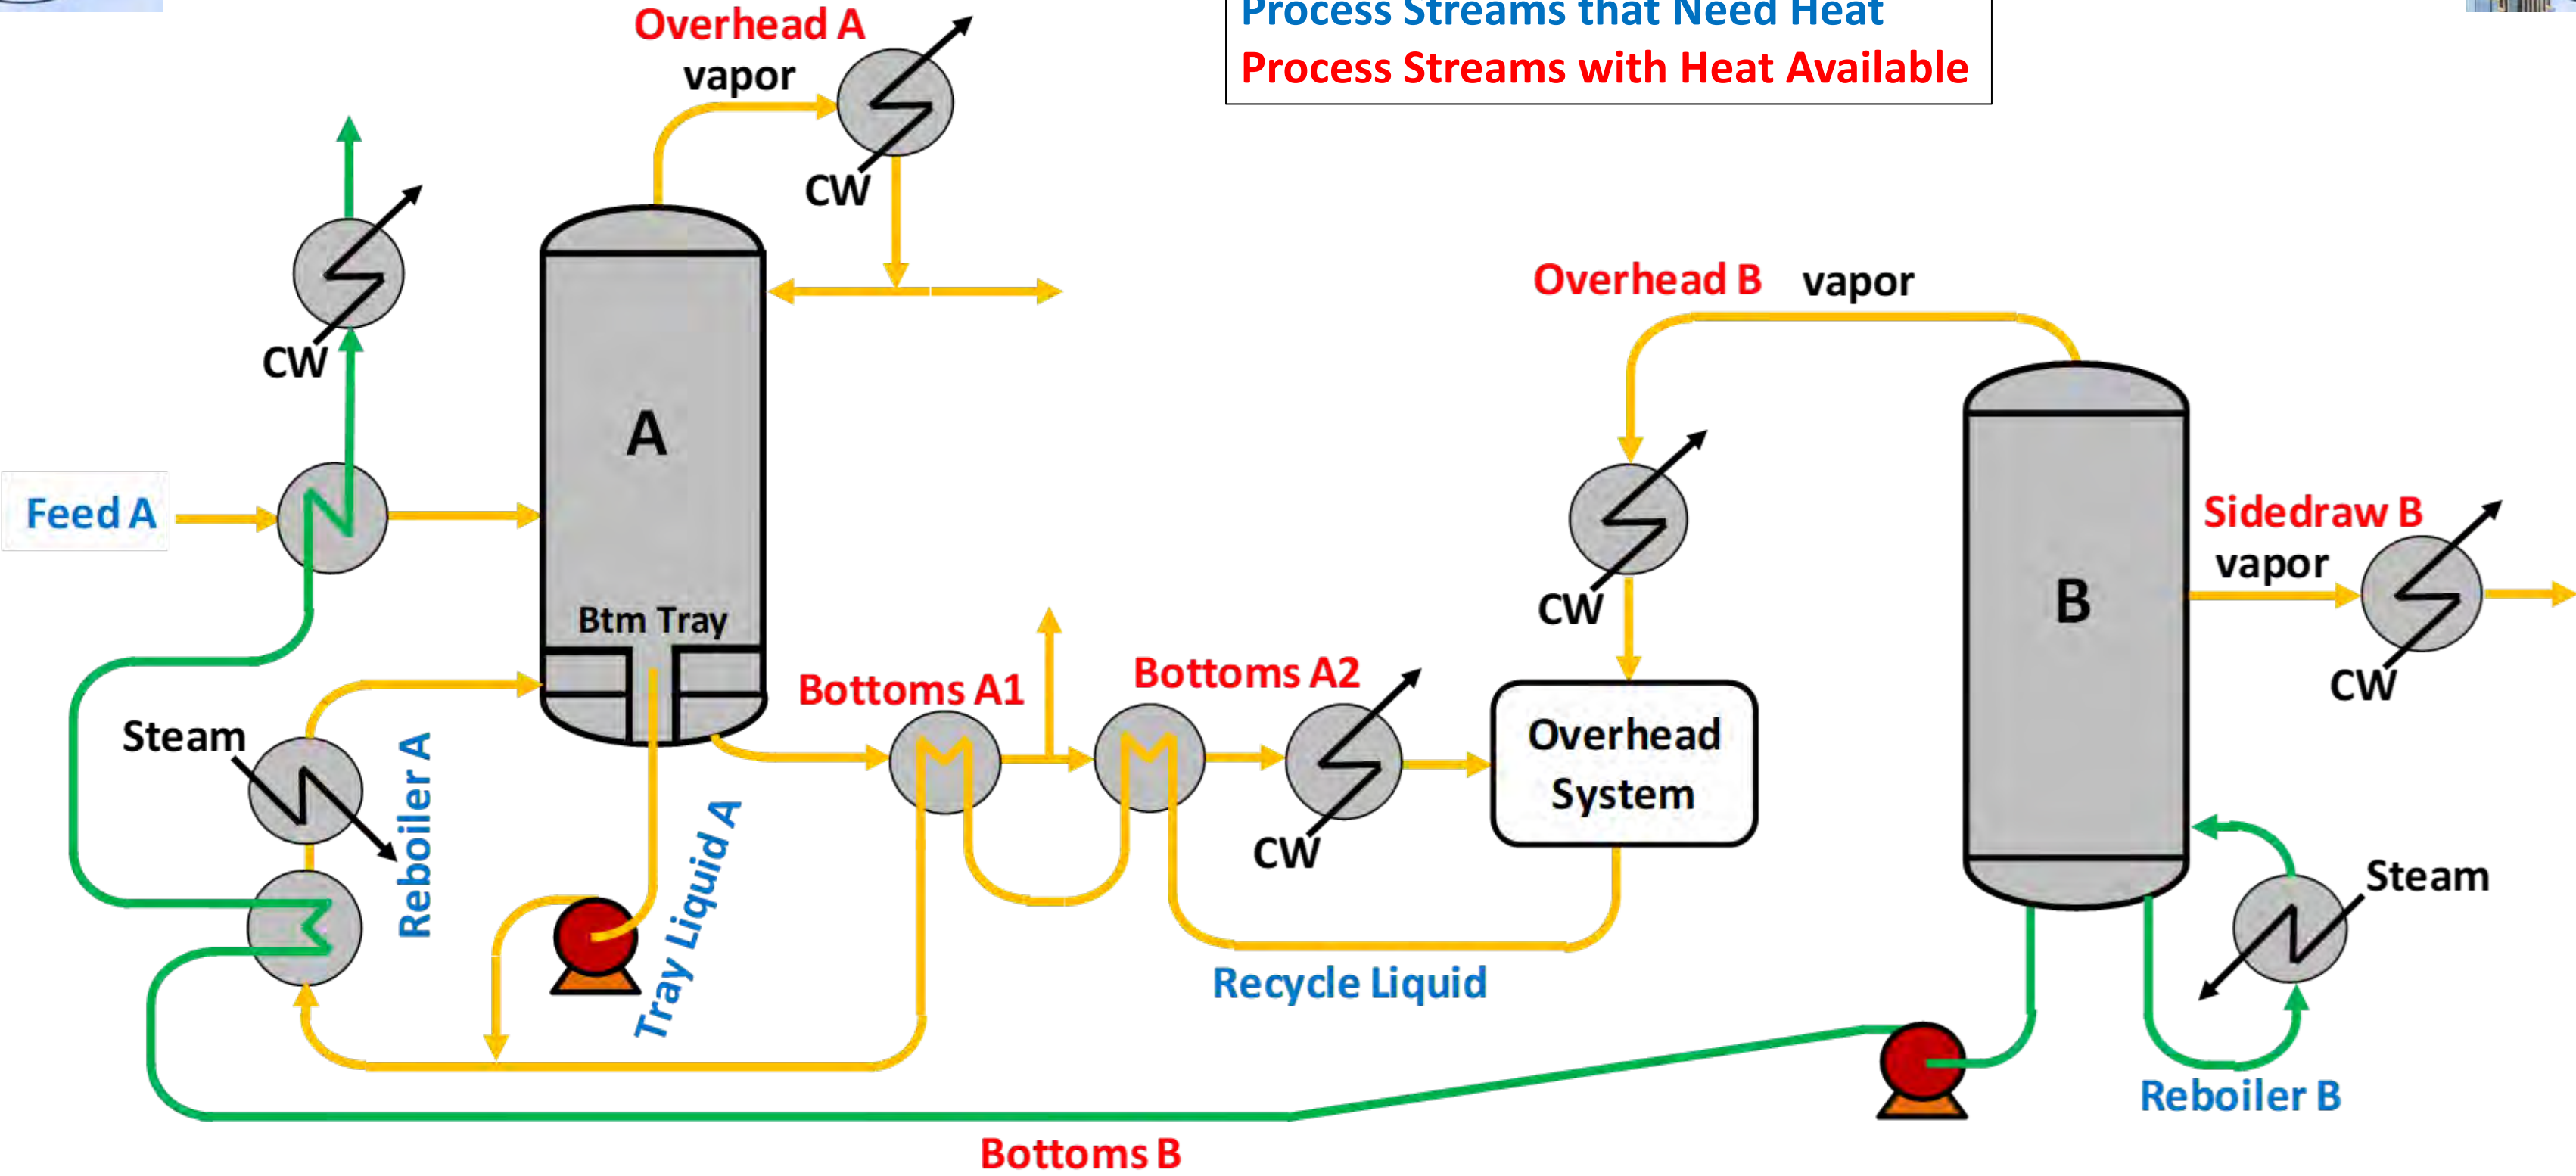 Process Streams that Need Heat
Process Streams with Heat Available
Overhead A
vapor
CW
CW
Feed A
A
Btm Tray
Steam
Reboiler A
Tray Liquid A
Bottoms A1
Bottoms A2
CW
Overhead B vapor
CW
Overhead
System
Recycle Liquid
B
Sidedraw B
vapor
CW
Steam
Reboiler B
Bottoms B